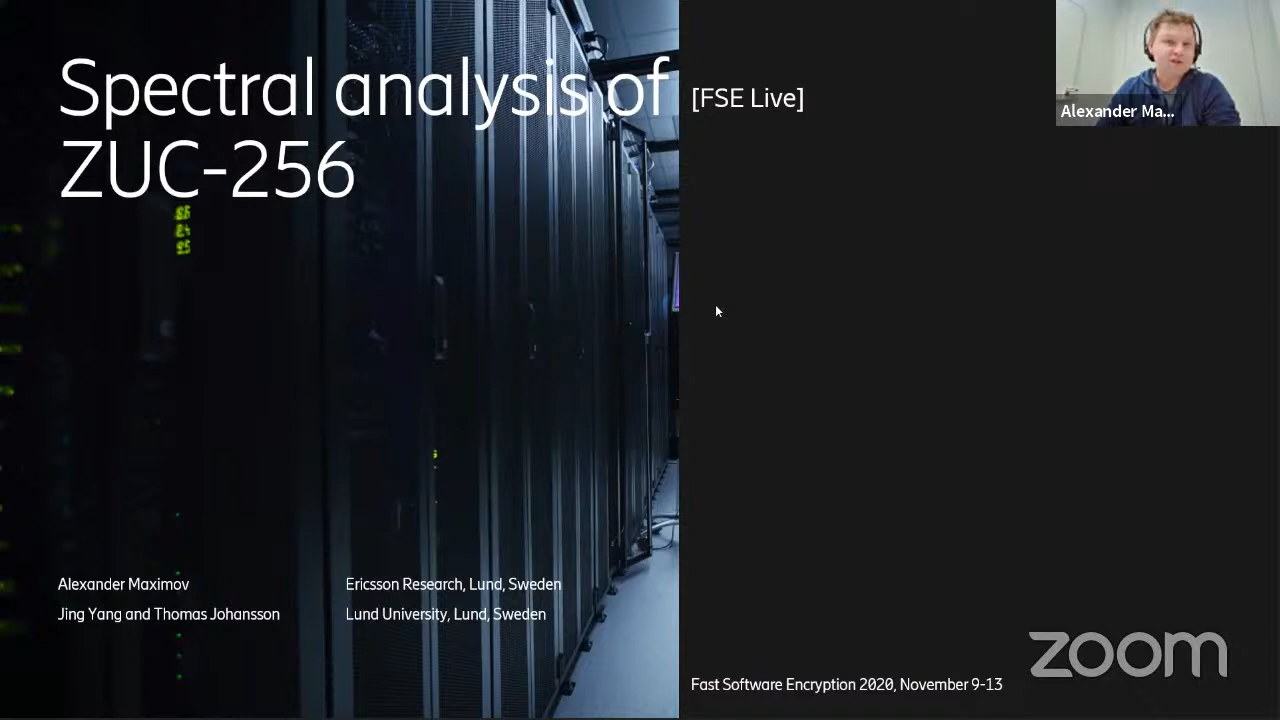 Spectral analysis of
ZUC-256
[FSE Live]
Alexander Ma...
Alexander Maximov
Ericsson Research, Lund, Sweden
Jing Yang and Thomas Johansson
Lund University, Lund, Sweden
Fast Software Encryption 2020, November 9-13
zoom